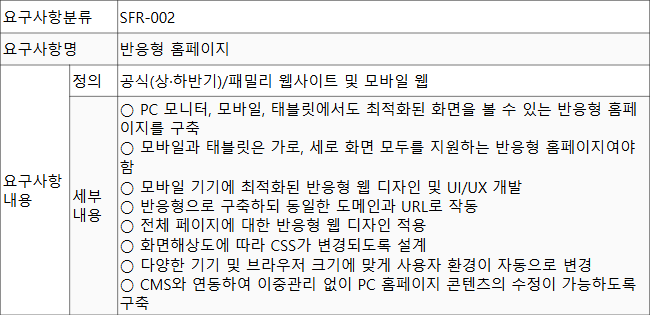 요구사항분류 SFR-002
요구사항명 반응형 홈페이지
정의 공식(상·하반기)/패밀리 웹사이트 및 모바일 웹
요구사항
내용
세부
내용
○ PC 모니터, 모바일, 태블릿에서도 최적화된 화면을 볼 수 있는 반응형 홈페
이지를 구축
○ 모바일과 태블릿은 가로, 세로 화면 모두를 지원하는 반응형 홈페이지여야
함
○ 모바일 기기에 최적화된 반응형 웹 디자인 및 UI/UX 개발
○ 반응형으로 구축하되 동일한 도메인과 URL로 작동
○ 전체 페이지에 대한 반응형 웹 디자인 적용
○ 화면해상도에 따라 CSS가 변경되도록 설계
○ 다양한 기기 및 브라우저 크기에 맞게 사용자 환경이 자동으로 변경
○ CMS와 연동하여 이중관리 없이 PC 홈페이지 콘텐츠의 수정이 가능하도록
구축